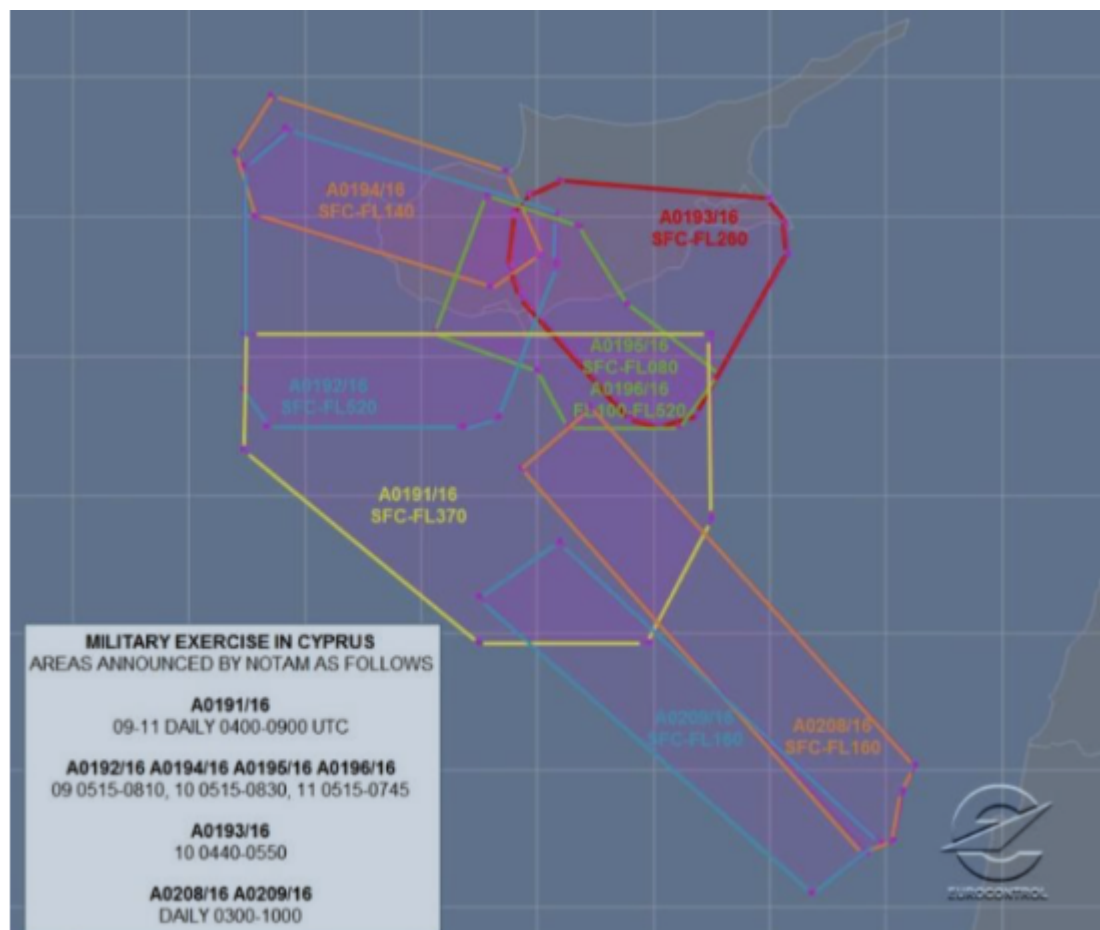 A0194/16
SFC-FL140
A0193/16
SFC-FL260
A0195/16
SFC-FL080
A0196/16
FL100-FL520
A0192/16
SFC-FL520
A0191/16
SFC-FL370
A0209/16
SFC-FL160
A0208/16
SFC-FL160
MILITARY EXERCISE IN CYPRUS
AREAS ANNOUNCED BY NOTAM AS FOLLOWS
A0191/16
09-11 DAILY 0400-0900 UTC
A0192/16 A0194/16 A0195/16 A0196/16
09 0515-0810, 10 0515-0830, 11 0515-0745
A0193/16
10 0440-0550
A0208/16 A0209/16
DAILY 0300-1000
EUROCONTROL